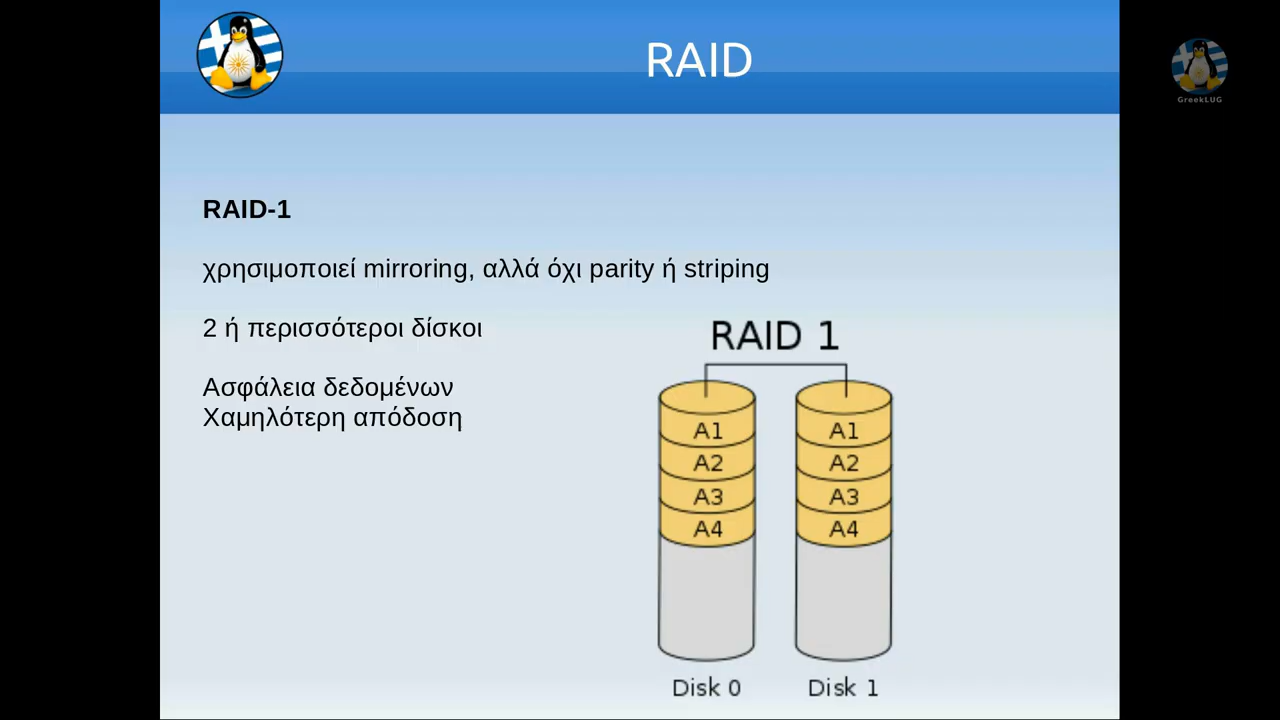 RAID
GreekLUG
RAID-1
χρησιμοποιεί mirroring, αλλά όχι parity ή striping
2 ή περισσότεροι δίσκοι
Ασφάλεια δεδομένων
Χαμηλότερη απόδοση
RAID 1
A1 A1
A2 A2
A3 A3
A4 A4
Disk 0 Disk 1